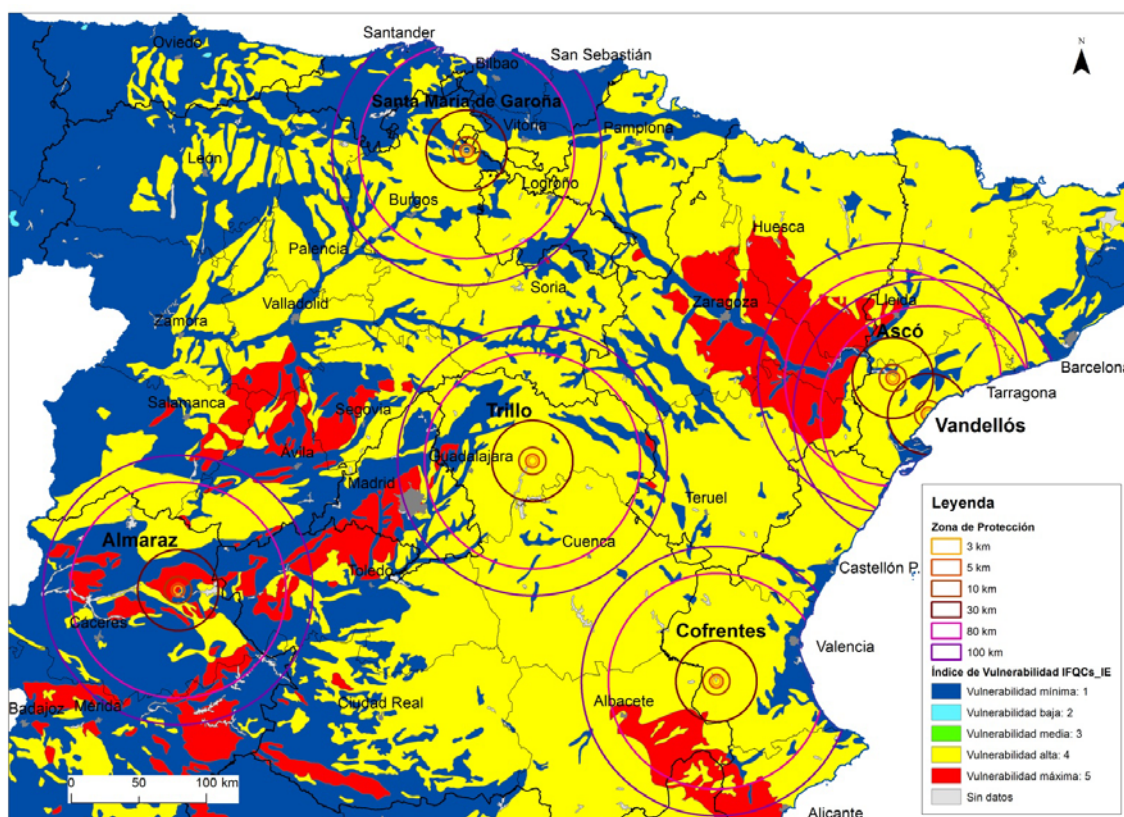 Santander
Oviedo
San Sebastián
Bilbao
N
Santa María de Garoña
Vitoria
Pamplona
León
Logroño
Burgos
Huesca
Palencia
Soria
Valladolid
Zaragoza
Lleida
Zamora
Ascó
Barcelona
Tarragona
Salamanca
Segovia
Trillo
Vandellós
Ávila
Guadalajara
Madrid
Teruel
Almaraz
Cuenca
Toledo
Castellón P.
Cáceres
Cofrentes
Valencia
Albacete
Mérida
Badajoz
Ciudad Real
Alicante
0 50 100 km
Leyenda
Zona de Protección
3 km
5 km
10 km
30 km
80 km
100 km
Índice de Vulnerabilidad IFQCs_IE
Vulnerabilidad mínima: 1
Vulnerabilidad baja: 2
Vulnerabilidad media: 3
Vulnerabilidad alta: 4
Vulnerabilidad máxima: 5
Sin datos